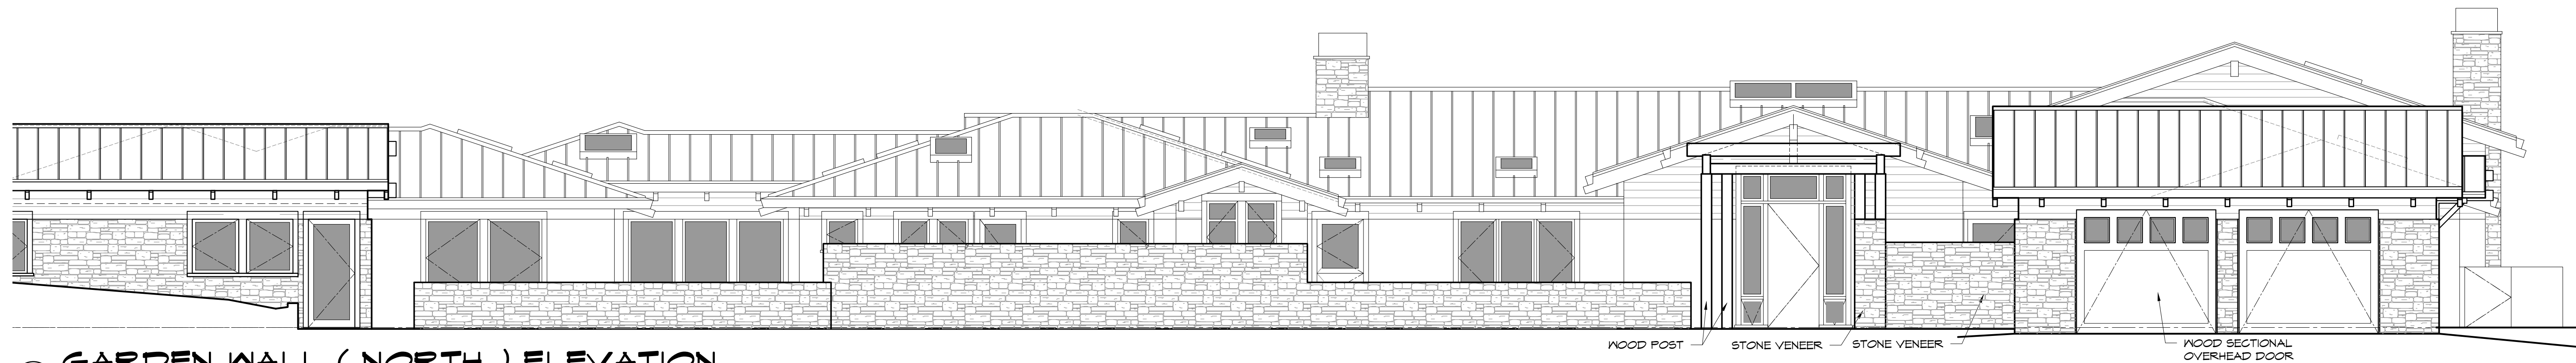 WOOD POST
STONE VENEER
STONE VENEER
WOOD SECTIONAL
OVERHEAD DOOR
GARDEN WALL ( NORTH ) ELEVATION